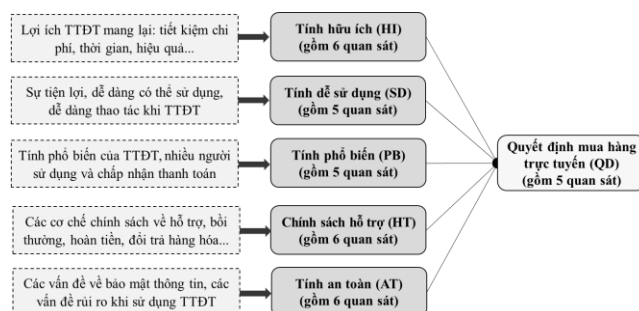 Lợi ích TTĐT mang lại: tiết kiệm chi
phí, thời gian, hiệu quả...
Tính hữu ích (HI)
(gồm 6 quan sát)
Sự tiện lợi, dễ dàng có thể sử dụng,
dễ dàng thao tác khi TTĐT
Tính dễ sử dụng (SD)
(gồm 5 quan sát)
Tính phổ biến của TTĐT, nhiều người
sử dụng và chấp nhận thanh toán
Tính phổ biến (PB)
(gồm 5 quan sát)
Quyết định mua hàng
trực tuyến (QD)
(gồm 5 quan sát)
Các cơ chế chính sách về hỗ trợ, bồi
thường, hoàn tiền, đổi trả hàng hóa...
Chính sách hỗ trợ (HT)
(gồm 6 quan sát)
Các vấn đề về bảo mật thông tin, các
vấn đề rủi ro khi sử dụng TTĐT
Tính an toàn (AT)
(gồm 6 quan sát)